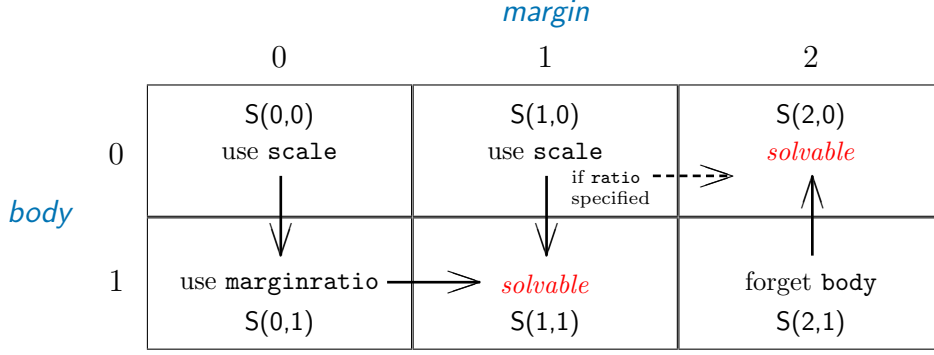 margin
0 1 2
S(0,0) S(1,0) S(2,0)
0 use scale use scale solvable
if ratio
specified
body
1 use marginratio solvable forget body
S(0,1) S(1,1) S(2,1)